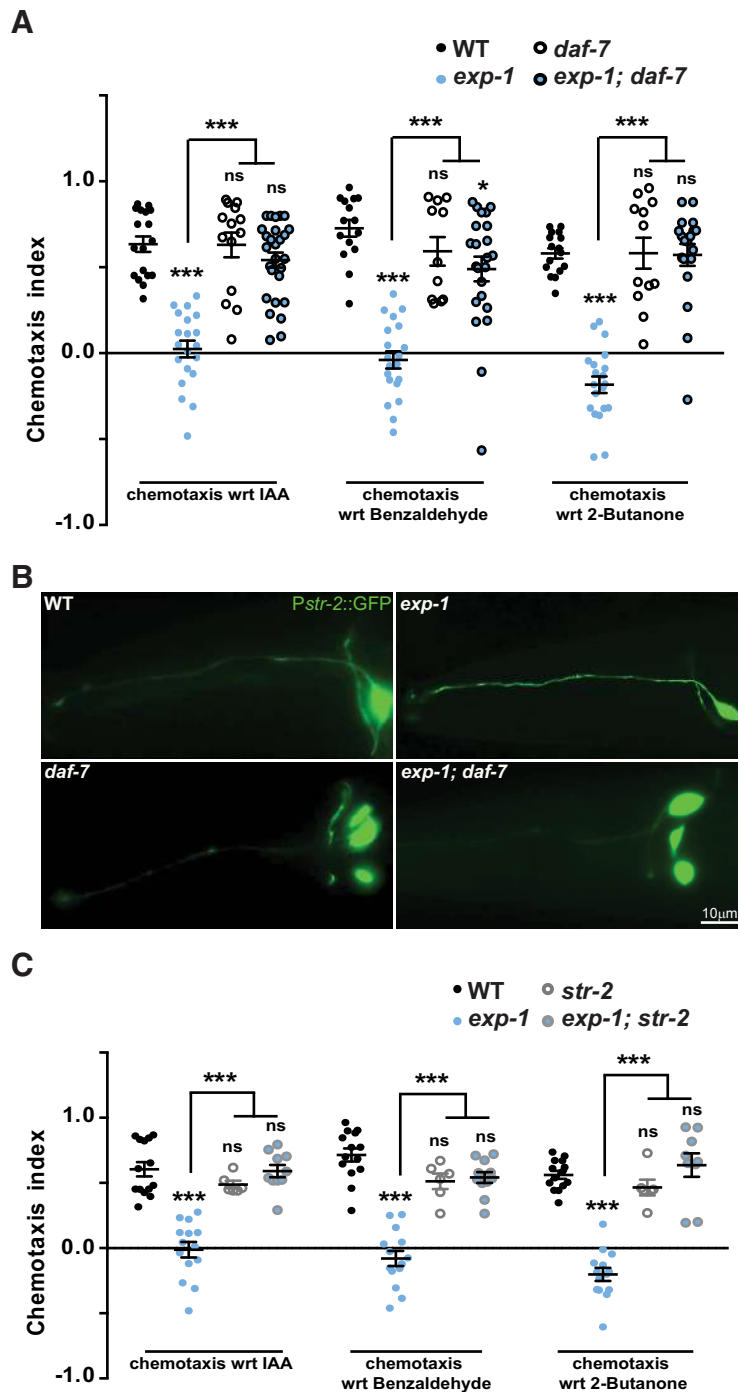 A
WT daf-7
exp-1 exp-1; daf-7
*** *** ***
ns ns ns
ns * ns
1.0
*** *** ***
0.0
-1.0
Chemotaxis index
chemotaxis wrt IAA
chemotaxis
wrt Benzaldehyde
chemotaxis
wrt 2-Butanone
B
WT Pstr-2::GFP
exp-1
daf-7
exp-1; daf-7
10µm
C
WT str-2
exp-1 exp-1; str-2
*** *** ***
ns ns ns
ns ns ns
1.0
*** *** ***
0.0
-1.0
Chemotaxis index
chemotaxis wrt IAA
chemotaxis
wrt Benzaldehyde
chemotaxis
wrt 2-Butanone